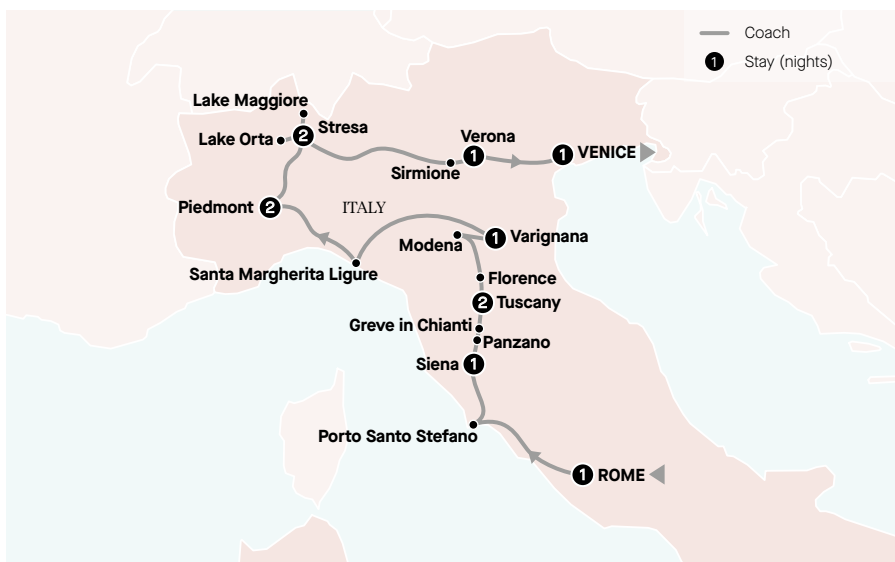 Coach
1 Stay (nights)
Lake Maggiore
2 Stresa
Lake Orta
Verona
1
Sirmione
1 VENICE
Piedmont 2
ITALY
1 Varignana
Modena
Santa Margherita Ligure
Florence
2 Tuscany
Greve in Chianti
Panzano
Siena 1
Porto Santo Stefano
1 ROME